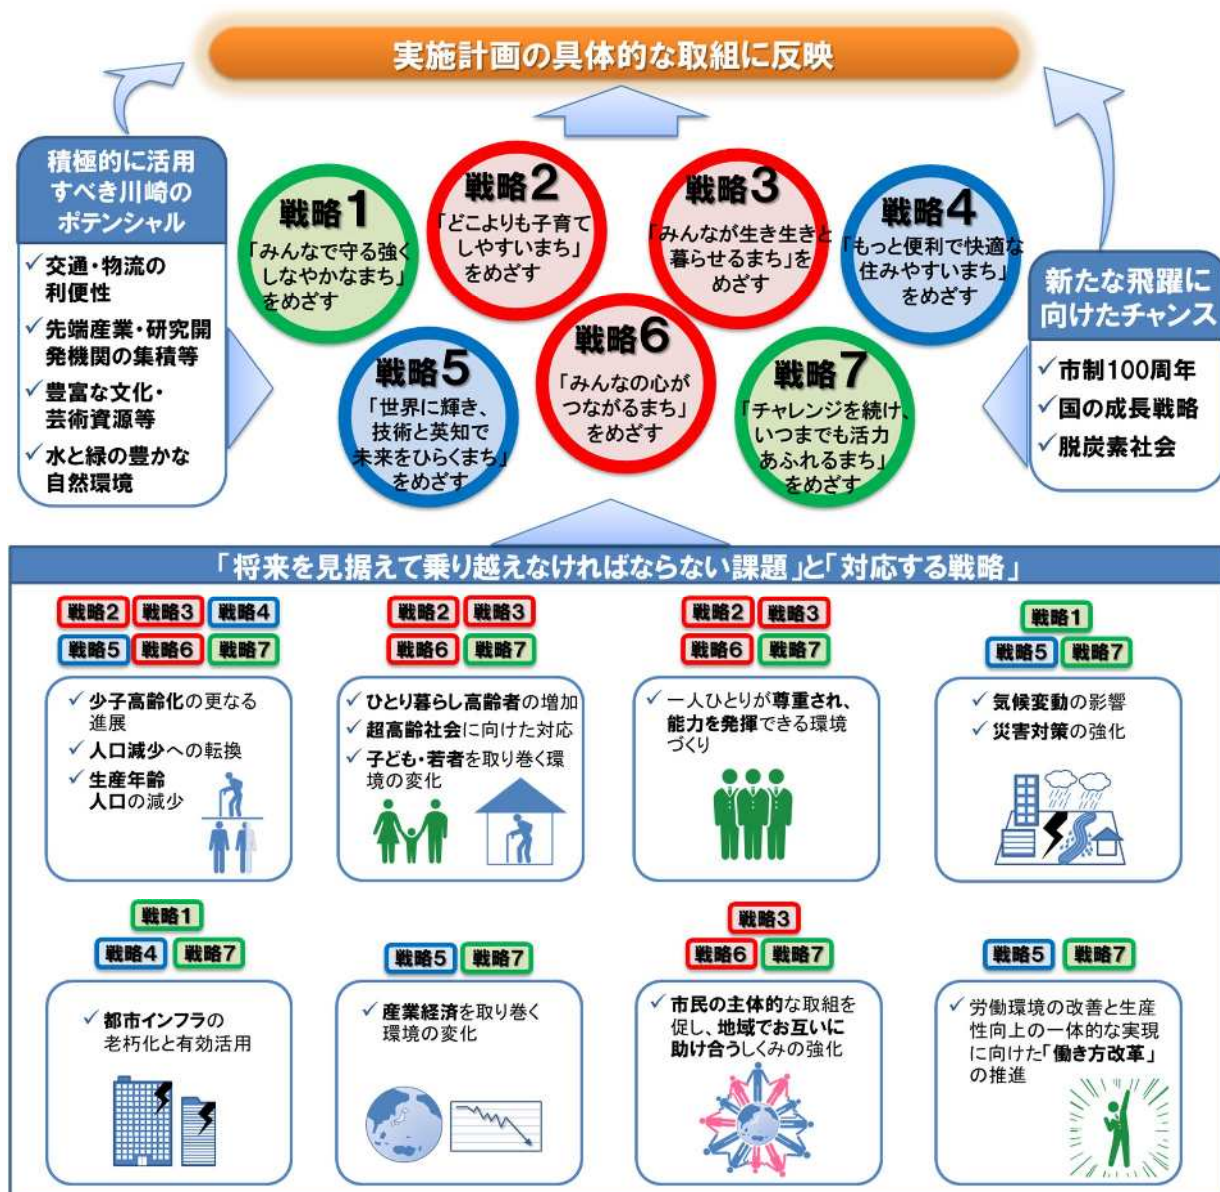 実施計画の具体的な取組に反映
積極的に活用
すべき川崎の
ポテンシャル
✓交通・物流の
利便性
✓先端産業・研究開
発機関の集積等
✓豊富な文化・
芸術資源等
✓水と緑の豊かな
自然環境
戦略1
「みんなで守る強く
しなやかなまち」
をめざす
戦略2
「どこよりも子育て
しやすいまち」
をめざす
戦略3
「みんなが生き生きと
暮らせるまち」を
めざす
戦略4
「もっと便利で快適な
住みやすいまち」
をめざす
戦略5
「世界に輝き、
技術と英知で
未来をひらくまち」
をめざす
戦略6
「みんなの心が
つながるまち」
をめざす
戦略7
「チャレンジを続け、
いつまでも活力
あふれるまち」
をめざす
新たな飛躍に
向けたチャンス
✓市制100周年
✓国の成長戦略
✓脱炭素社会
「将来を見据えて乗り越えなければならない課題」と「対応する戦略」
戦略2 戦略3 戦略4
戦略5 戦略6 戦略7
✓少子高齢化の更なる
進展
✓人口減少への転換
✓生産年齢
人口の減少
戦略2 戦略3
戦略6 戦略7
✓ひとり暮らし高齢者の増加
✓超高齢社会に向けた対応
✓子ども・若者を取り巻く環
境の変化
戦略2 戦略3
戦略6 戦略7
✓一人ひとりが尊重され、
能力を発揮できる環境
づくり
戦略1
戦略5 戦略7
✓気候変動の影響
✓災害対策の強化
戦略1
戦略4 戦略7
✓都市インフラの
老朽化と有効活用
戦略5 戦略7
✓産業経済を取り巻く
環境の変化
戦略3
戦略6 戦略7
✓市民の主体的な取組を
促し、地域でお互いに
助け合うしくみの強化
戦略5 戦略7
✓労働環境の改善と生産
性向上の一体的な実現
に向けた「働き方改革」
の推進